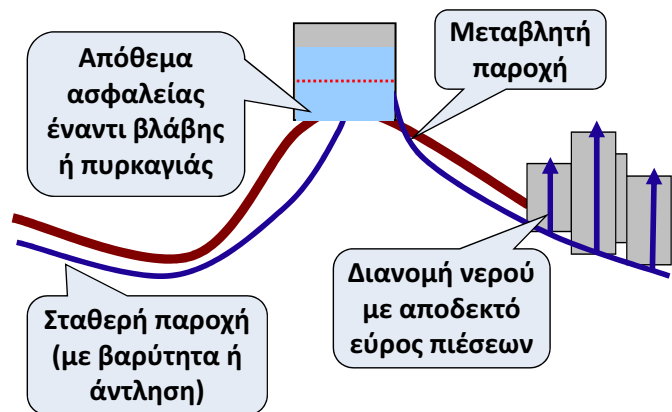 Απόθεμα
ασφαλείας
έναντι βλάβης
ή πυρκαγιάς
Μεταβλητή
παροχή
Σταθερή παροχή
(με βαρύτητα ή
άντληση)
Διανομή νερού
με αποδεκτό
εύρος πιέσεων